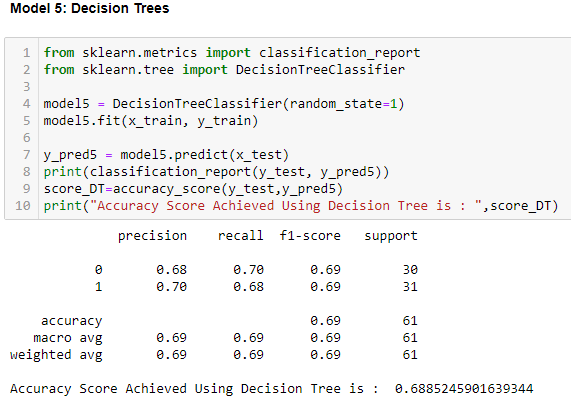 Model 5: Decision Trees
1 from sklearn.metrics import classification_report
2 from sklearn.tree import DecisionTreeClassifier
3
4 model5 = DecisionTreeClassifier(random_state=1)
5 model5.fit(x_train, y_train)
6
7 y_pred5 = model5.predict(x_test)
8 print(classification_report(y_test, y_pred5))
9 score_DT=accuracy_score(y_test,y_pred5)
10 print("Accuracy Score Achieved Using Decision Tree is : ",score_DT)
precision recall f1-score support
0 0.68 0.70 0.69 30
1 0.70 0.68 0.69 31
accuracy 0.69 61
macro avg 0.69 0.69 0.69 61
weighted avg 0.69 0.69 0.69 61
Accuracy Score Achieved Using Decision Tree is :  0.6885245901639344